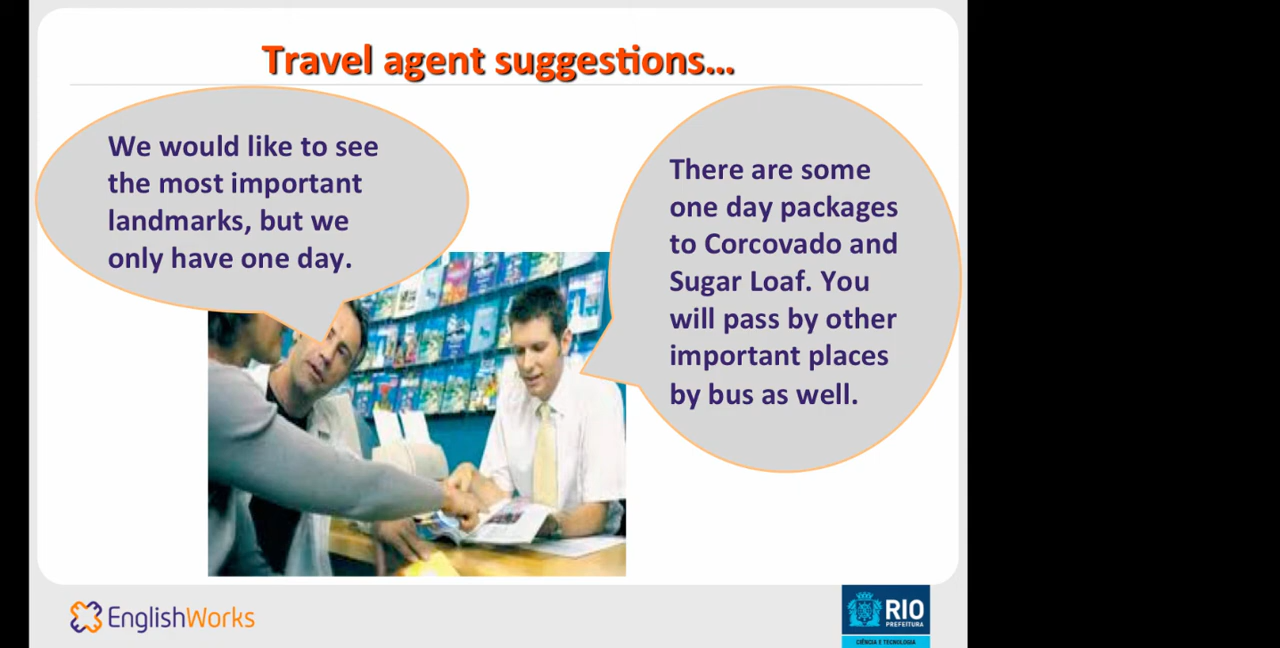 Travel agent suggestions...
We would like to see
the most important
landmarks, but we
only have one day.
There are some
one day packages
to Corcovado and
Sugar Loaf. You
will pass by other
important places
by bus as well.
EnglishWorks
RIO
PREFEITURA
CIÊNCIA E TECNOLOGIA